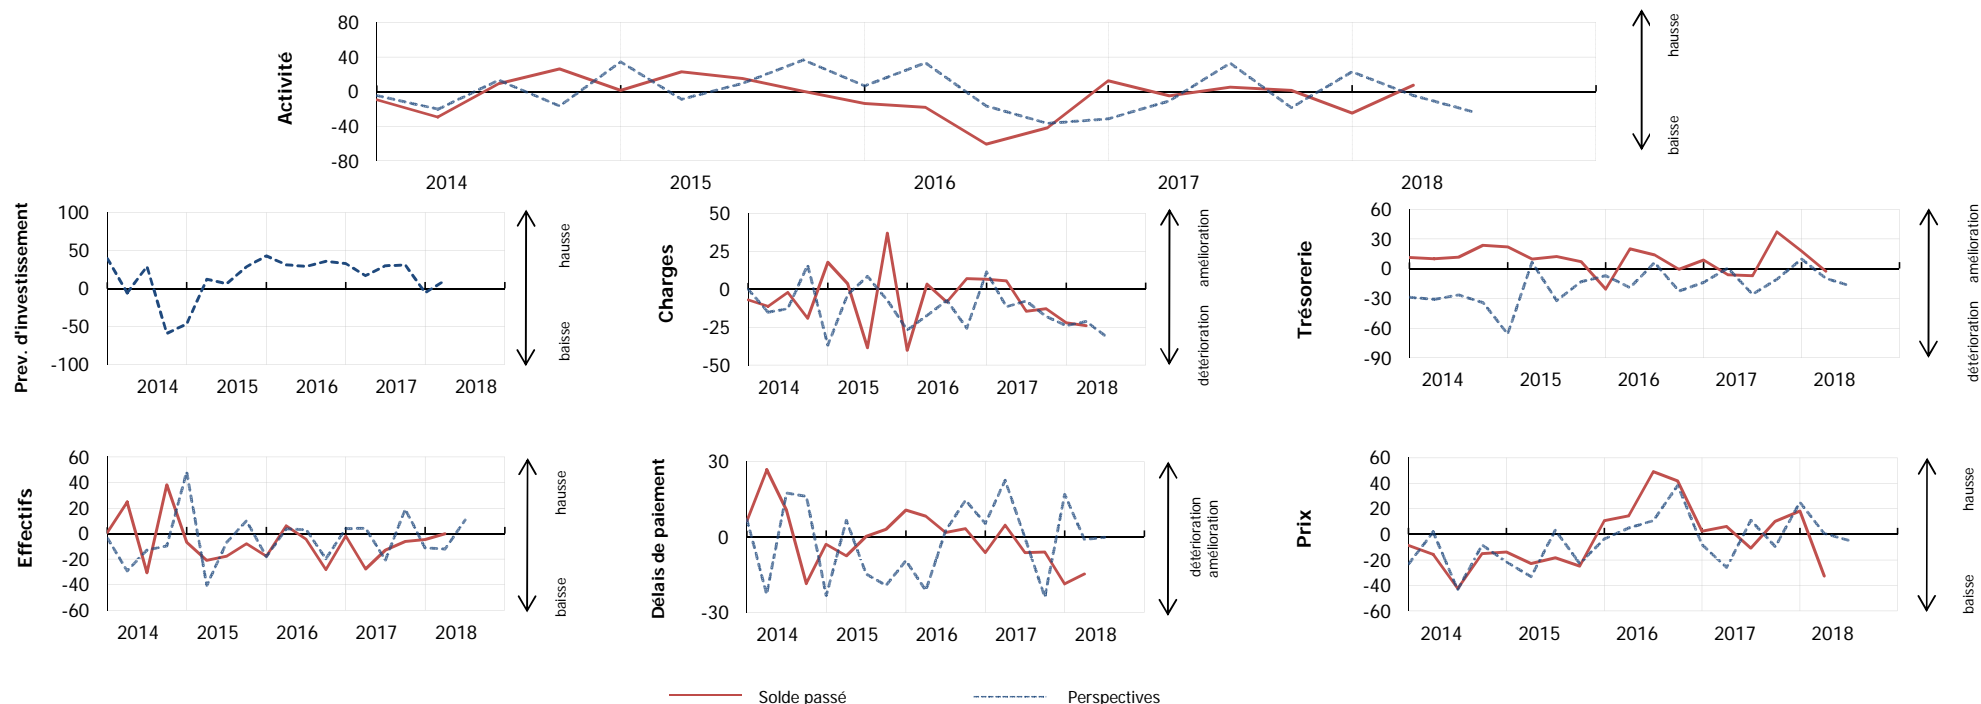 Activité
80
40
0
-40
-80
2014 2015 2016 2017 2018
hausse
baisse
Prev. d'investissement
100
50
0
-50
-100
2014 2015 2016 2017 2018
hausse
baisse
Charges
50
25
0
-25
-50
2014 2015 2016 2017 2018
amélioration
détérioration
Trésorerie
60
30
0
-30
-60
-90
2014 2015 2016 2017 2018
amélioration
détérioration
Effectifs
60
40
20
0
-20
-40
-60
2014 2015 2016 2017 2018
hausse
baisse
Délais de paiement
30
0
-30
2014 2015 2016 2017 2018
détérioration
amélioration
Prix
60
40
20
0
-20
-40
-60
2014 2015 2016 2017 2018
hausse
baisse
Solde passé Perspectives